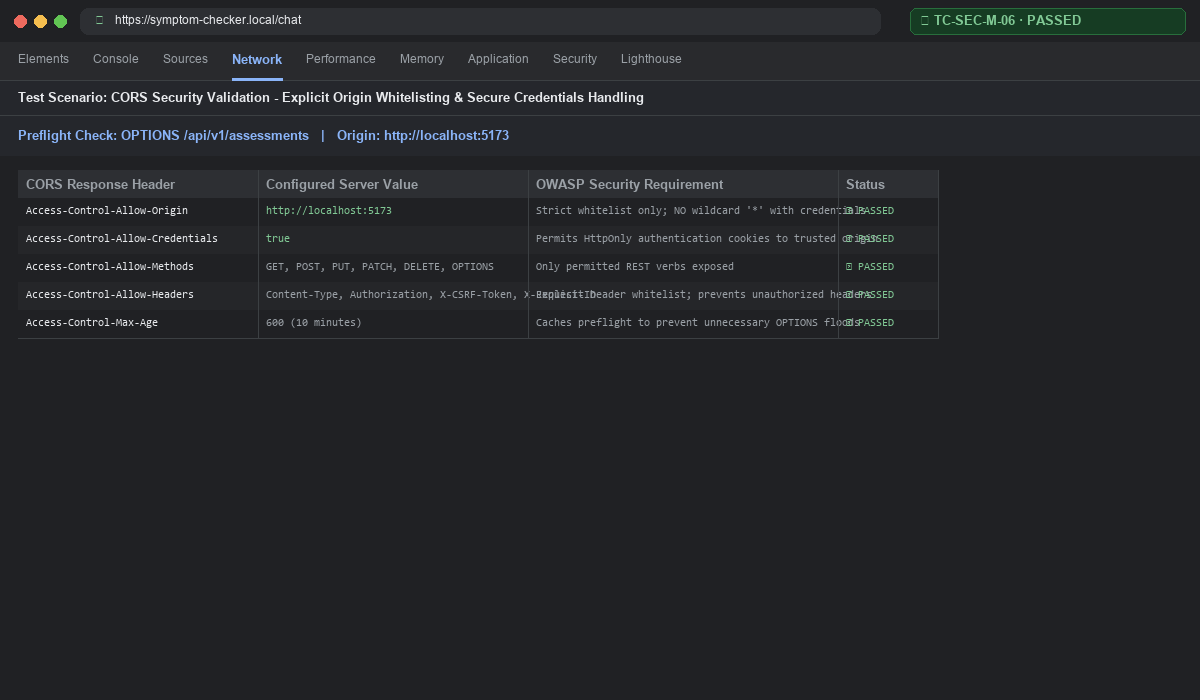 https://symptom-checker.local/chat
TC-SEC-M-06 · PASSED
Elements Console Sources Network Performance Memory Application Security Lighthouse
Test Scenario: CORS Security Validation - Explicit Origin Whitelisting & Secure Credentials Handling
Preflight Check: OPTIONS /api/v1/assessments | Origin: http://localhost:5173
CORS Response Header Configured Server Value OWASP Security Requirement Status
Access-Control-Allow-Origin http://localhost:5173 Strict whitelist only; NO wildcard '*' with credentials PASSED
Access-Control-Allow-Credentials true Permits HttpOnly authentication cookies to trusted origin PASSED
Access-Control-Allow-Methods GET, POST, PUT, PATCH, DELETE, OPTIONS Only permitted REST verbs exposed PASSED
Access-Control-Allow-Headers Content-Type, Authorization, X-CSRF-Token, X-Request-ID Explicit header whitelist; prevents unauthorized headers PASSED
Access-Control-Max-Age 600 (10 minutes) Caches preflight to prevent unnecessary OPTIONS floods PASSED